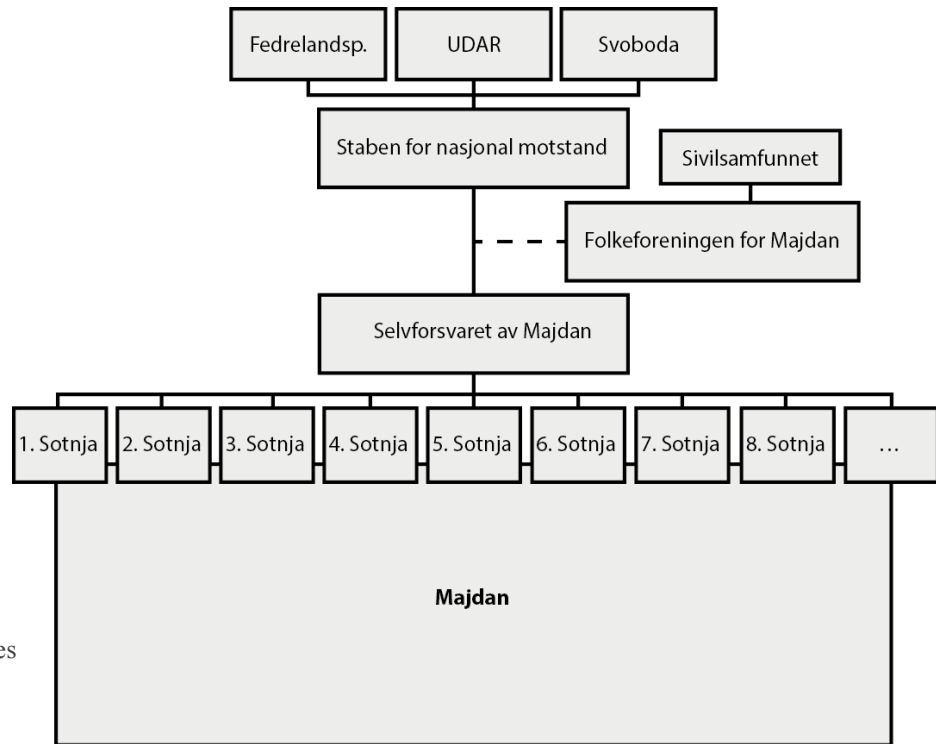 Fedrelandsp.
UDAR
Svoboda
Staben for nasjonal motstand
Sivilsamfunnet
Folkeforeningen for Majdan
Selvforsvaret av Majdan
1. Sotnja
2. Sotnja
3. Sotnja
4. Sotnja
5. Sotnja
6. Sotnja
7. Sotnja
8. Sotnja
...
Majdan
es